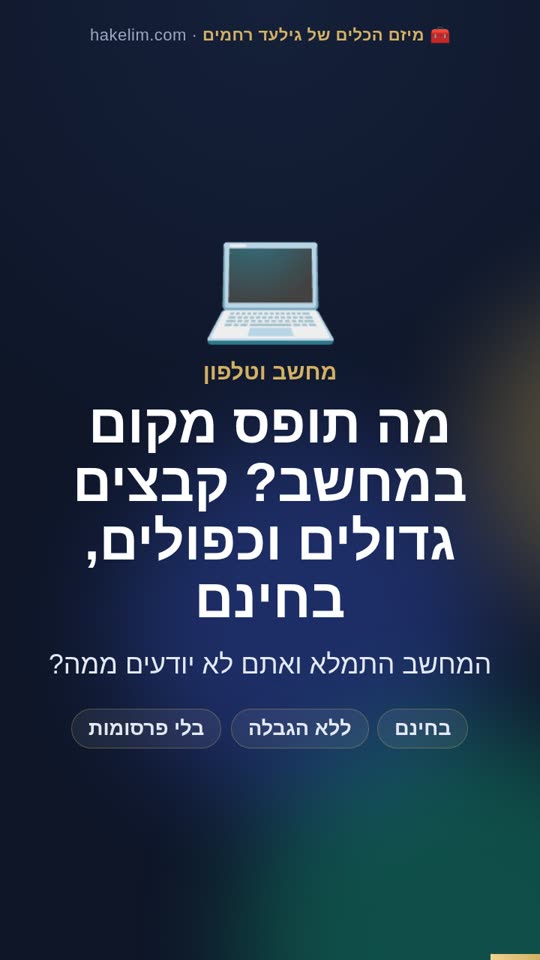 🧰 מיזם הכלים של גילעד רחמים · hakelim.com
מחשב וטלפון
מה תופס מקום
במחשב? קבצים
גדולים וכפולים,
בחינם
המחשב התמלא ואתם לא יודעים ממה?
בחינם
ללא הגבלה
בלי פרסומות